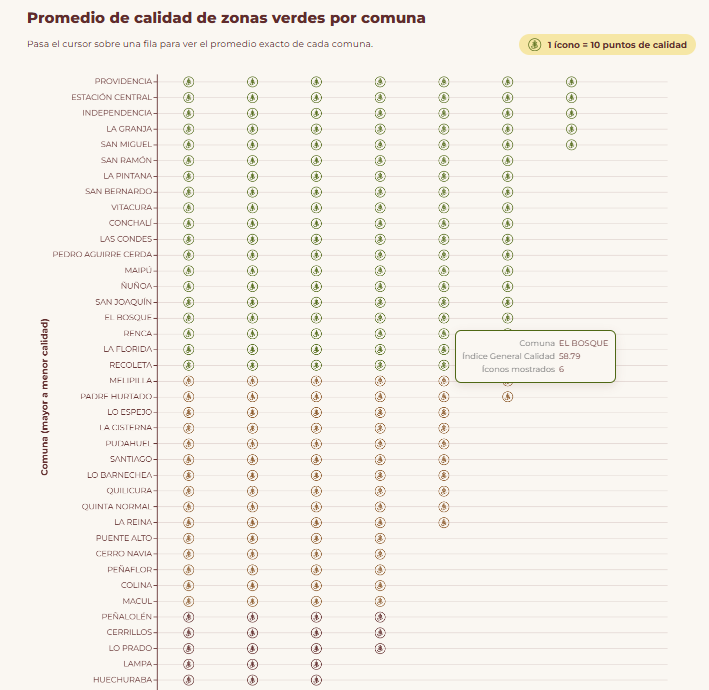 Promedio de calidad de zonas verdes por comuna
Pasa el cursor sobre una fila para ver el promedio exacto de cada comuna.
1 ícono = 10 puntos de calidad
Comuna (mayor a menor calidad)
PROVIDENCIA
ESTACIÓN CENTRAL
INDEPENDENCIA
LA GRANJA
SAN MIGUEL
SAN RAMÓN
LA PINTANA
SAN BERNARDO
VITACURA
CONCHALÍ
LAS CONDES
PEDRO AGUIRRE CERDA
MAIPÚ
ÑUÑOA
SAN JOAQUÍN
EL BOSQUE
RENCA
LA FLORIDA
RECOLETA
MELIPILLA
PADRE HURTADO
LO ESPEJO
LA CISTERNA
PUDAHUEL
SANTIAGO
LO BARNECHEA
QUILICURA
QUINTA NORMAL
LA REINA
PUENTE ALTO
CERRO NAVIA
PEÑAFLOR
COLINA
MACUL
PEÑALOLÉN
CERRILLOS
LO PRADO
LAMPA
HUECHURABA
Comuna EL BOSQUE
Índice General Calidad 58.79
Íconos mostrados 6